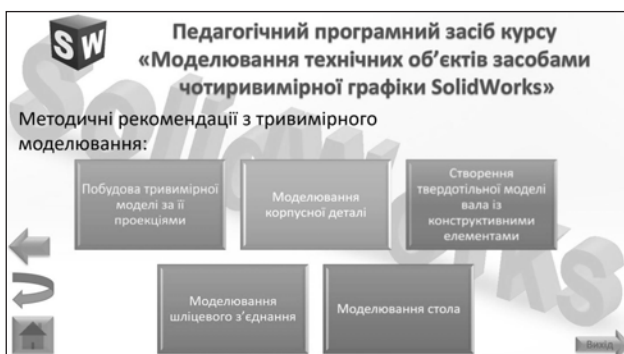 SW
Педагогічний програмний засіб курсу
«Моделювання технічних об’єктів засобами
чотиривимірної графіки SolidWorks»
Методичні рекомендації з тривимірного
моделювання:
Побудова тривимірної
моделі за її
проекціями
Моделювання
корпусної деталі
Створення
твердотільної моделі
вала із
конструктивними
елементами
Моделювання
шліцевого з’єднання
Моделювання стола
Вихід
SolidWorks